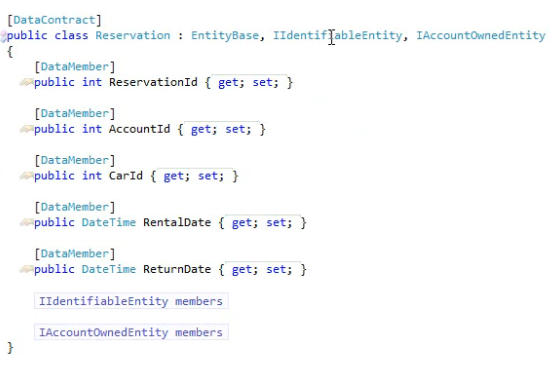 [DataContract]
public class Reservation : EntityBase, IIdentifiableEntity, IAccountOwnedEntity
{
[DataMember]
public int ReservationId { get; set; }
[DataMember]
public int AccountId { get; set; }
[DataMember]
public int CarId { get; set; }
[DataMember]
public DateTime RentalDate { get; set; }
[DataMember]
public DateTime ReturnDate { get; set; }
IIdentifiableEntity members
IAccountOwnedEntity members
}